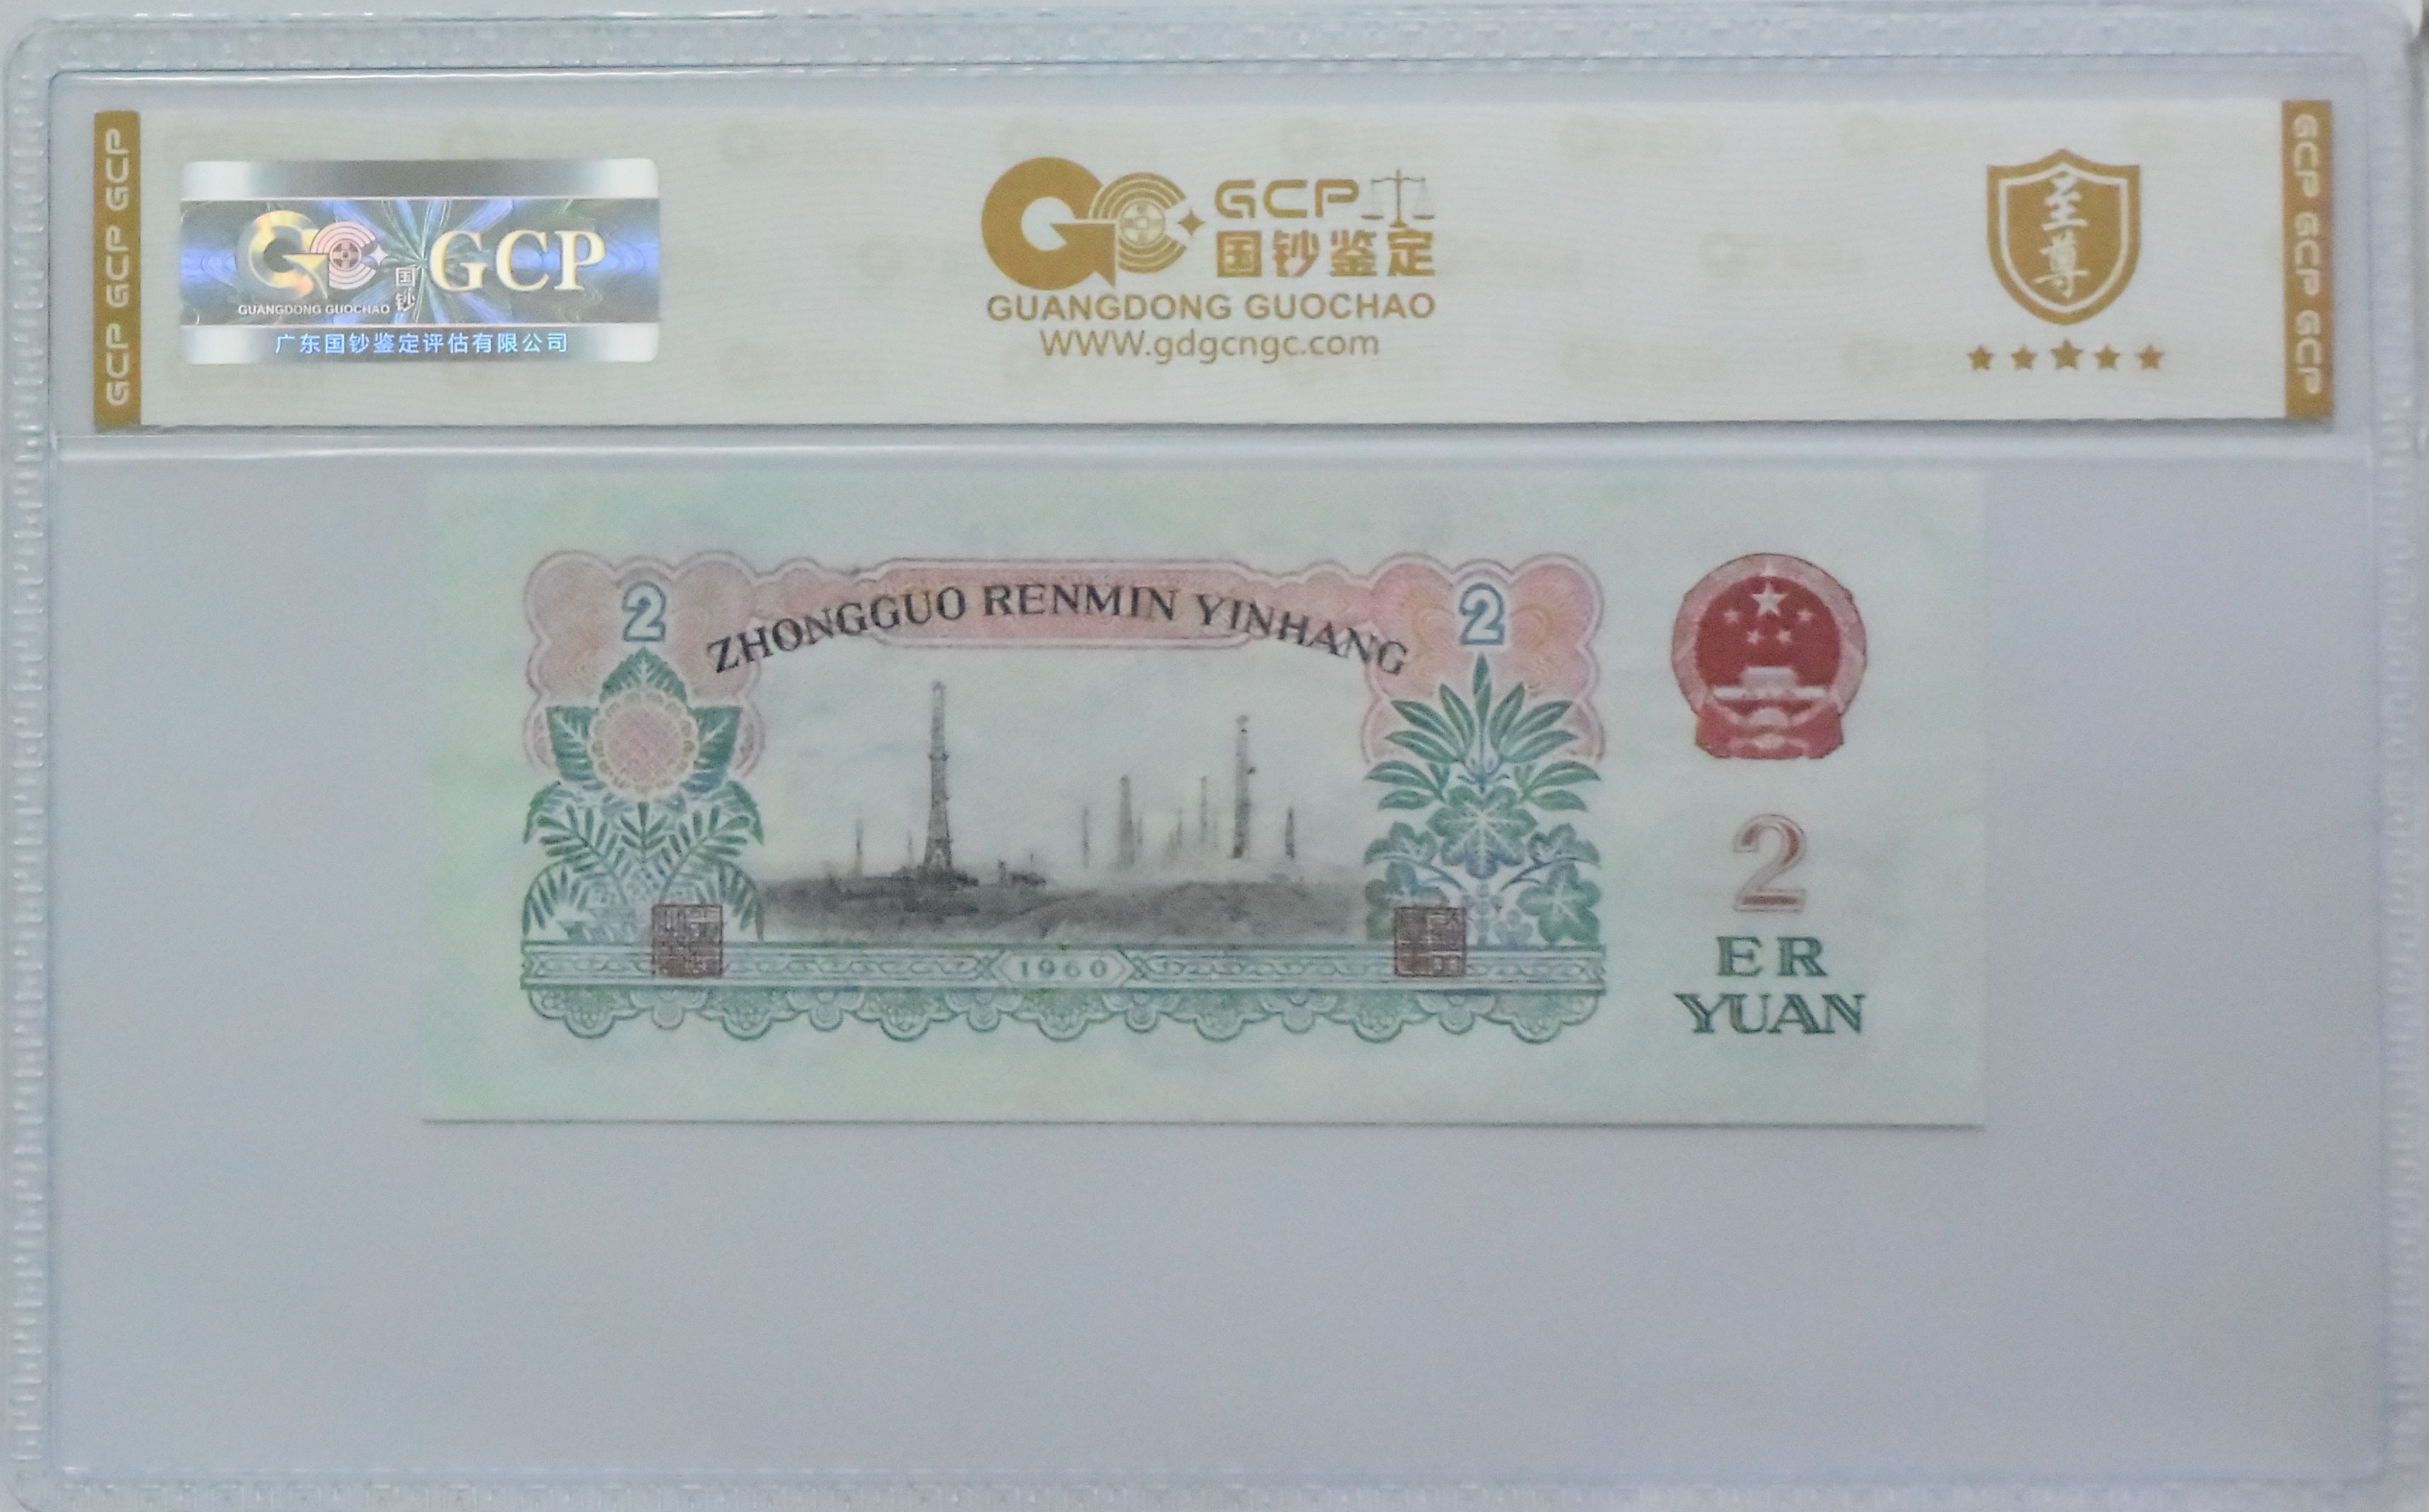 GCP GCP GCP
国钞
GCP
GUANGDONG GUOCHAO
广东国钞鉴定评估有限公司
GCP
国钞鉴定
GUANGDONG GUOCHAO
WWW.gdgcngc.com
至尊
GCP GCP GCP
2
ZHONGGUO RENMIN YINHANG
2
1960
2
ER
YUAN